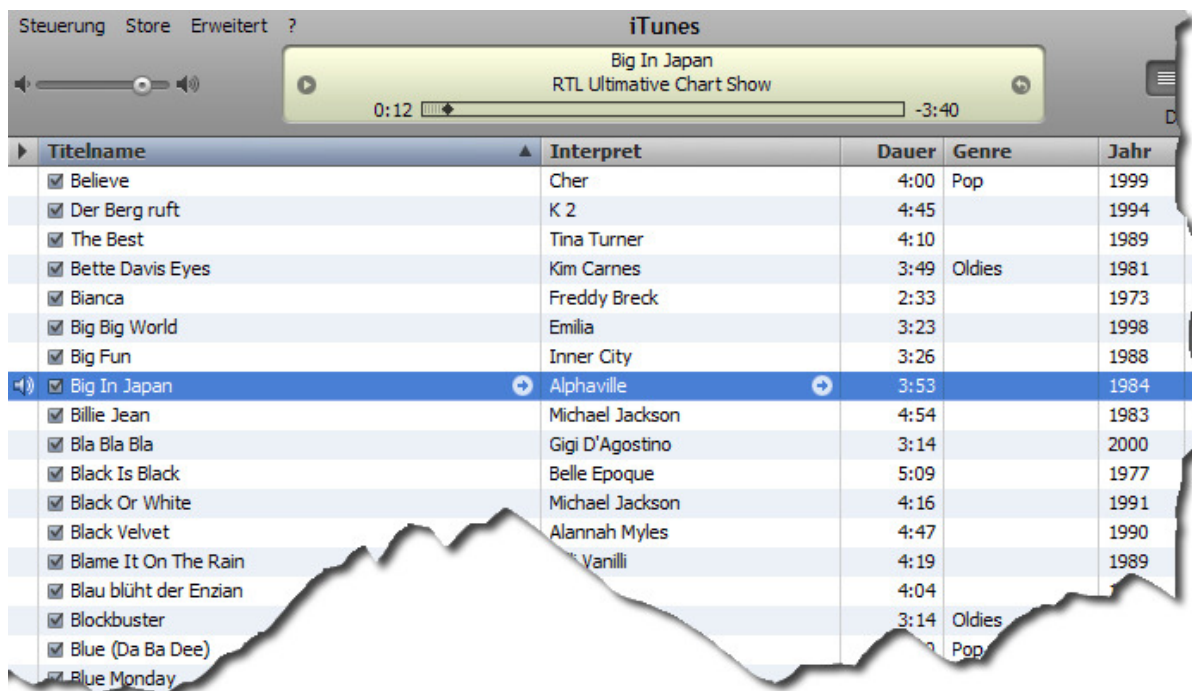 Steuerung Store Erweitert ? iTunes
Big In Japan
RTL Ultimative Chart Show
0:12 -3:40
D
Titelname Interpret Dauer Genre Jahr
Believe Cher 4:00 Pop 1999
Der Berg ruft K 2 4:45 1994
The Best Tina Turner 4:10 1989
Bette Davis Eyes Kim Carnes 3:49 Oldies 1981
Bianca Freddy Breck 2:33 1973
Big Big World Emilia 3:23 1998
Big Fun Inner City 3:26 1988
Big In Japan Alphaville 3:53 1984
Billie Jean Michael Jackson 4:54 1983
Bla Bla Bla Gigi D'Agostino 3:14 2000
Black Is Black Belle Epoque 5:09 1977
Black Or White Michael Jackson 4:16 1991
Black Velvet Alannah Myles 4:47 1990
Blame It On The Rain Vanilli 4:19 1989
Blau blüht der Enzian 4:04
Blockbuster 3:14 Oldies
Blue (Da Ba Dee) Pop
Blue Monday